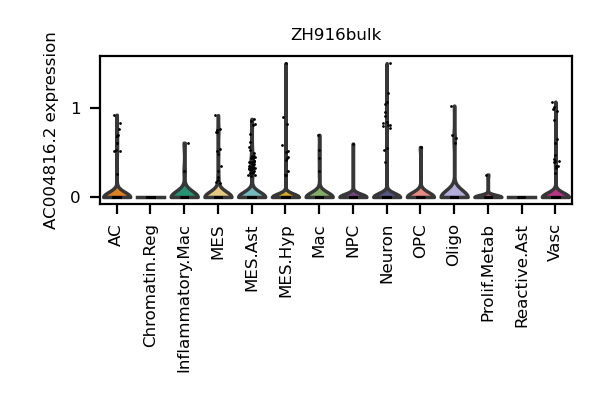 ZH916bulk
AC004816.2 expression
1
0
AC
Chromatin.Reg
Inflammatory.Mac
MES
MES.Ast
MES.Hyp
Mac
NPC
Neuron
OPC
Oligo
Prolif.Metab
Reactive.Ast
Vasc